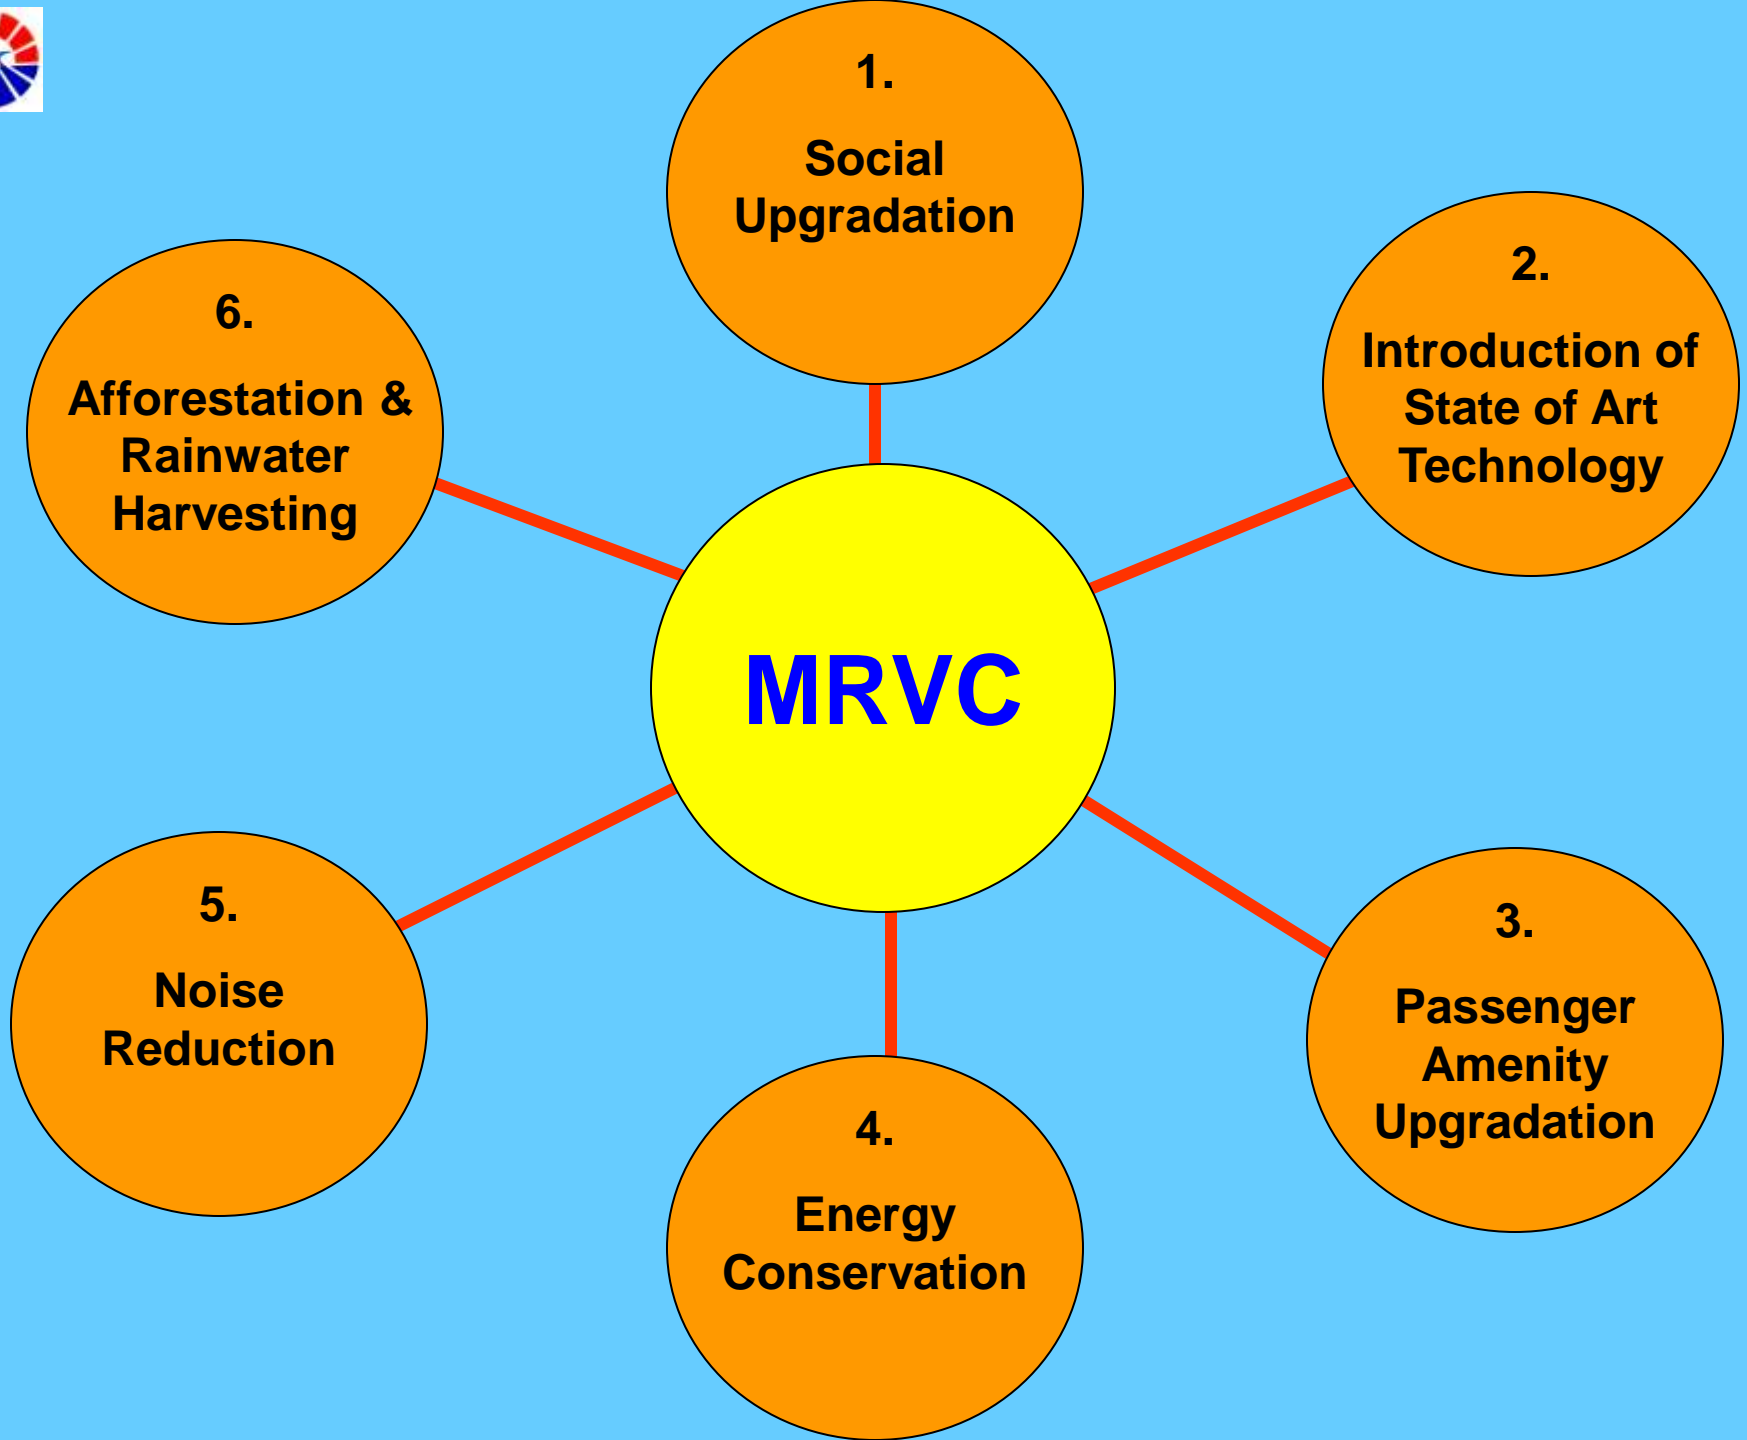 1.
Social
Upgradation
2.
Introduction of
State of Art
Technology
3.
Passenger
Amenity
Upgradation
4.
Energy
Conservation
5.
Noise
Reduction
6.
Afforestation &
Rainwater
Harvesting
MRVC